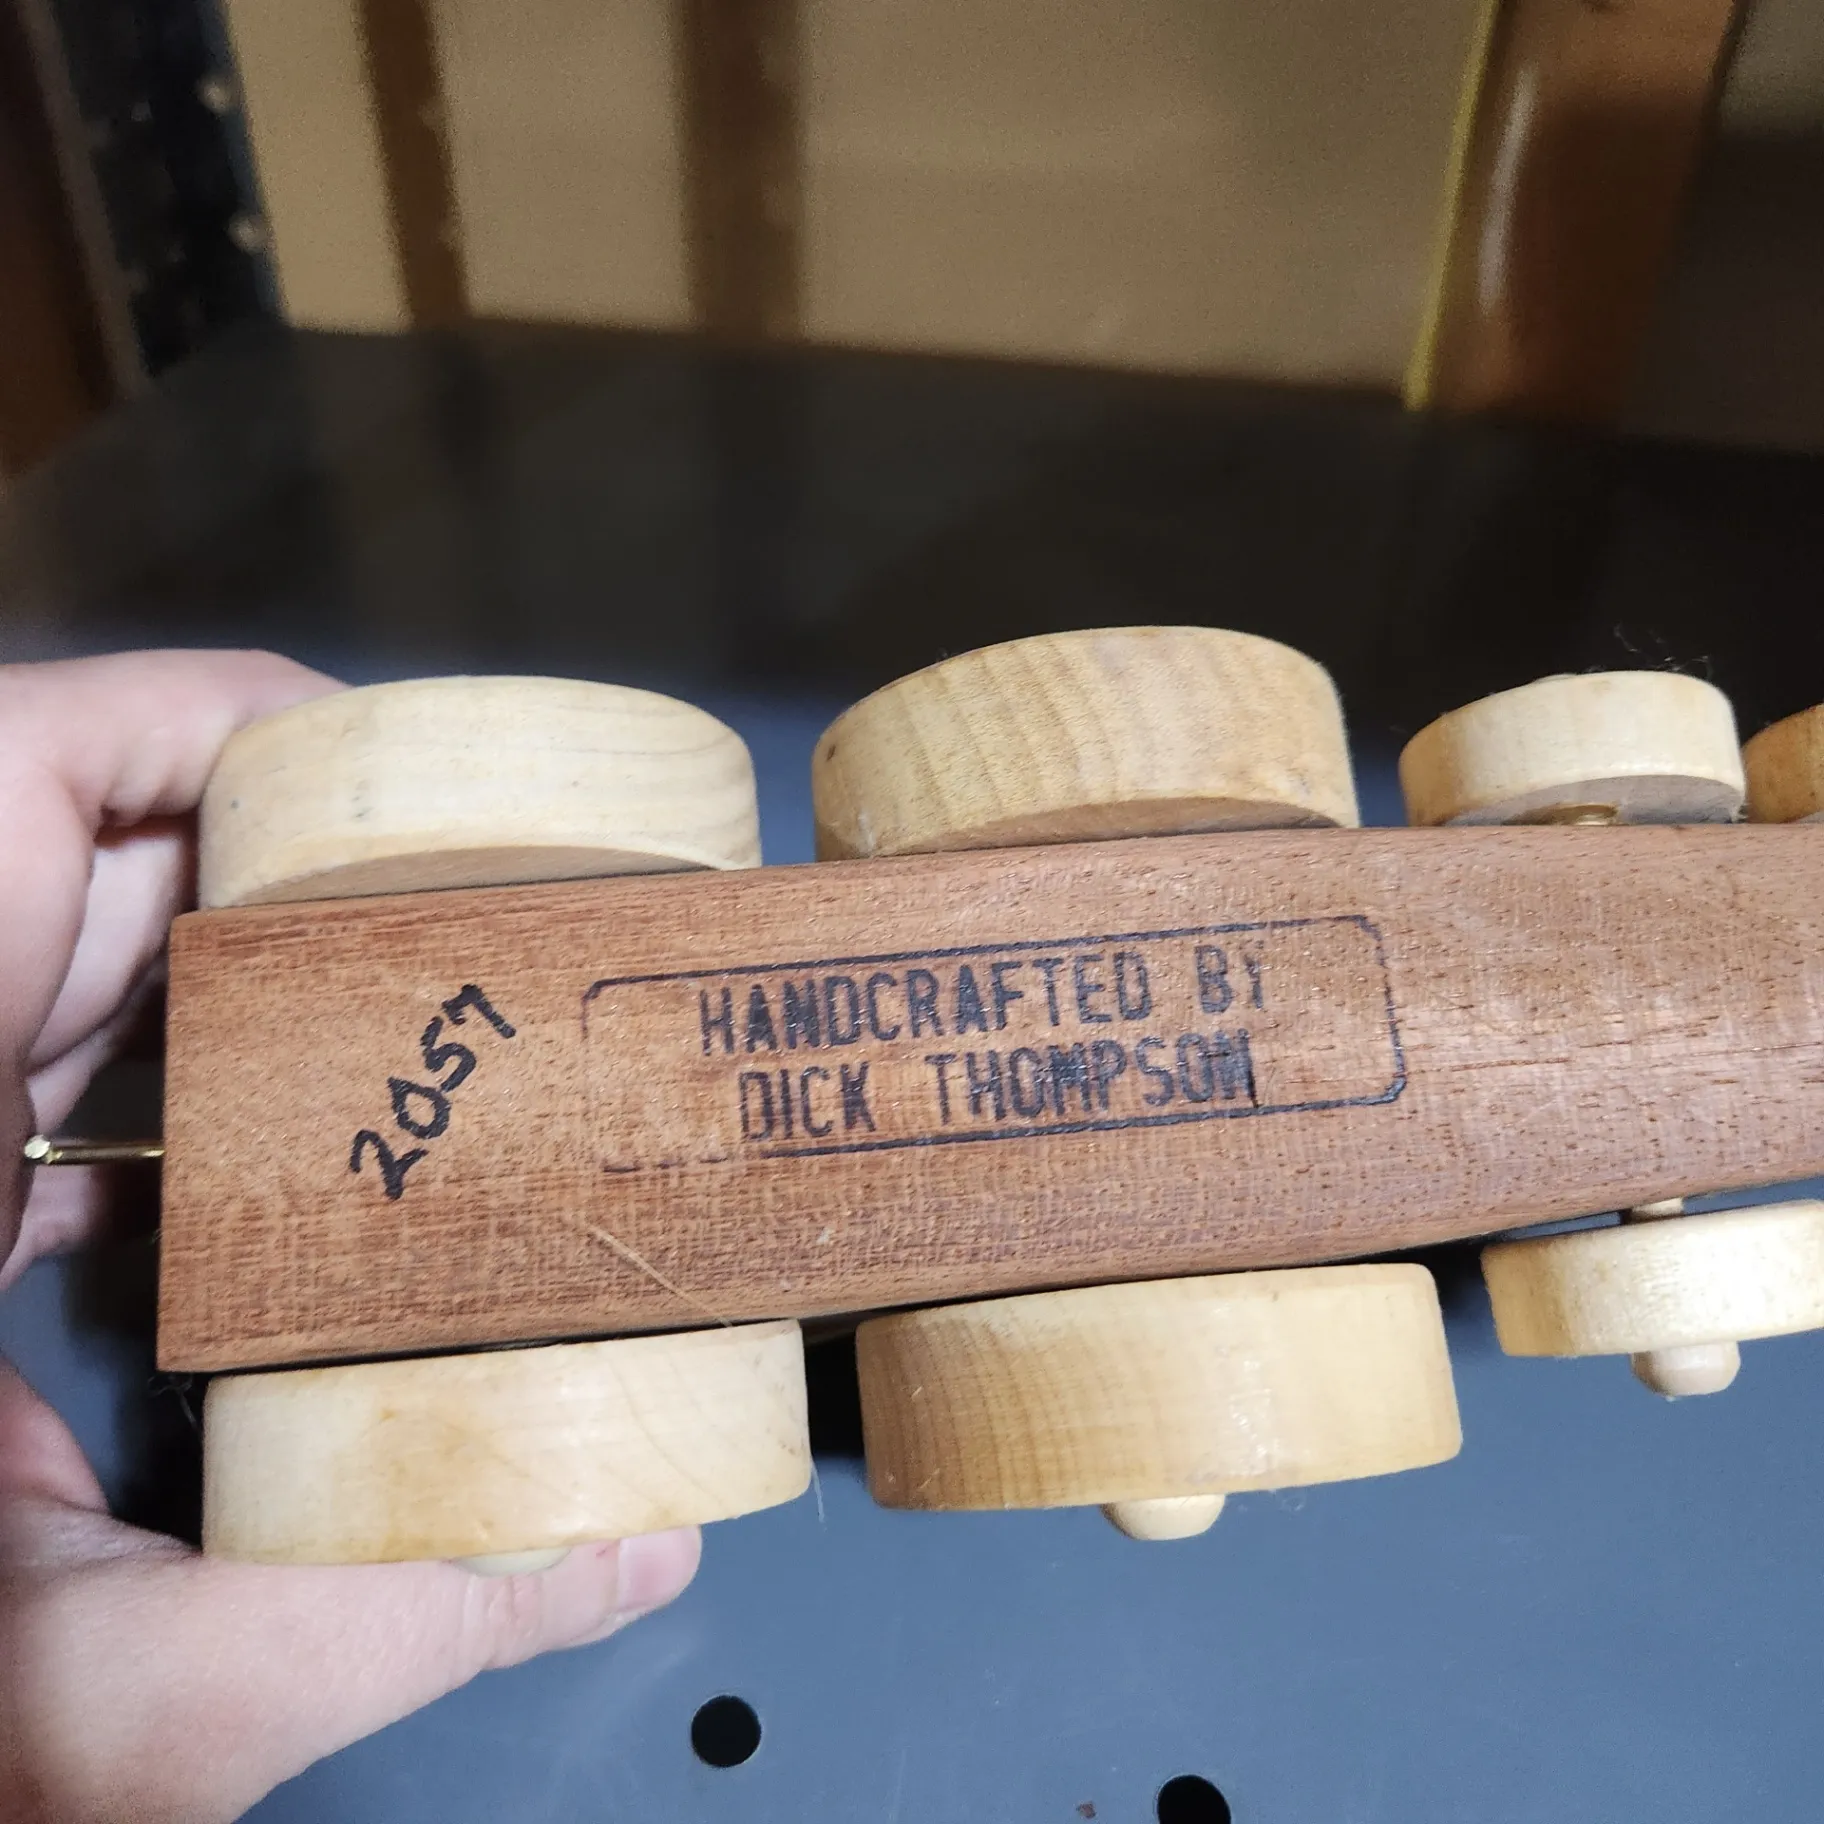 2057
HANDCRAFTED BY
DICK THOMPSON